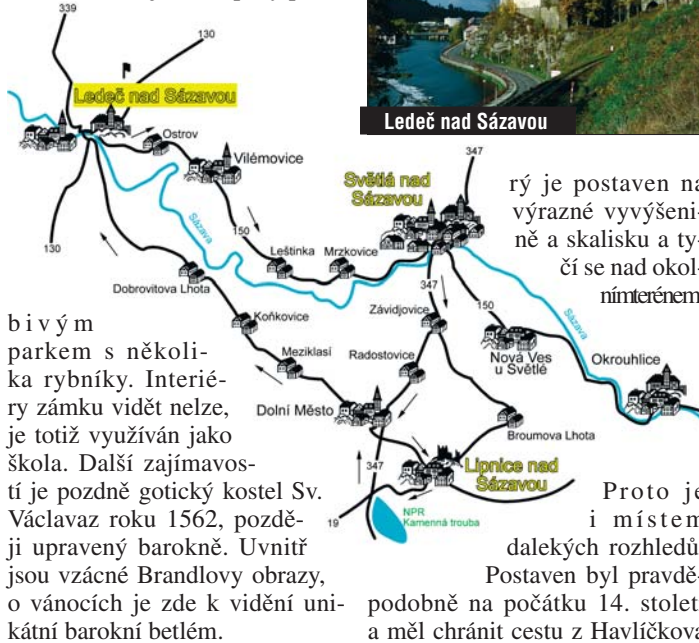 339
130
Ledeč nad Sázavou
Ostrov
Vilémovice
130
150
Sázava
Leštinka
Mrzkovice
Dobrovitova Lhota
Koňkovice
Meziklasí
Dolní Město
Světlá nad
Sázavou
347
347
Závidjovice
Radostovice
150
Nová Ves
u Světlé
Sázava
Okrouhlice
Broumova Lhota
Lipnice nad
Sázavou
347
19
NPR
Kamenná trouba
Ledeč nad Sázavou
bivým
parkem s několi-
ka rybníky. Interié-
ry zámku vidět nelze,
je totiž využíván jako
škola. Další zajímavos-
tí je pozdně gotický kostel Sv.
Václavaz roku 1562, pozdě-
ji upravený barokně. Uvnitř
jsou vzácné Brandlovy obrazy,
o vánocích je zde k vidění uni-
kátní barokní betlém.
rý je postaven na
výrazné vyvýšeni-
ně a skalisku a ty-
čí se nad okol-
nímterénem
Proto je
i místem
dalekých rozhledů
Postaven byl pravdě-
podobně na počátku 14. stolet
a měl chránit cestu z Havlíčkova